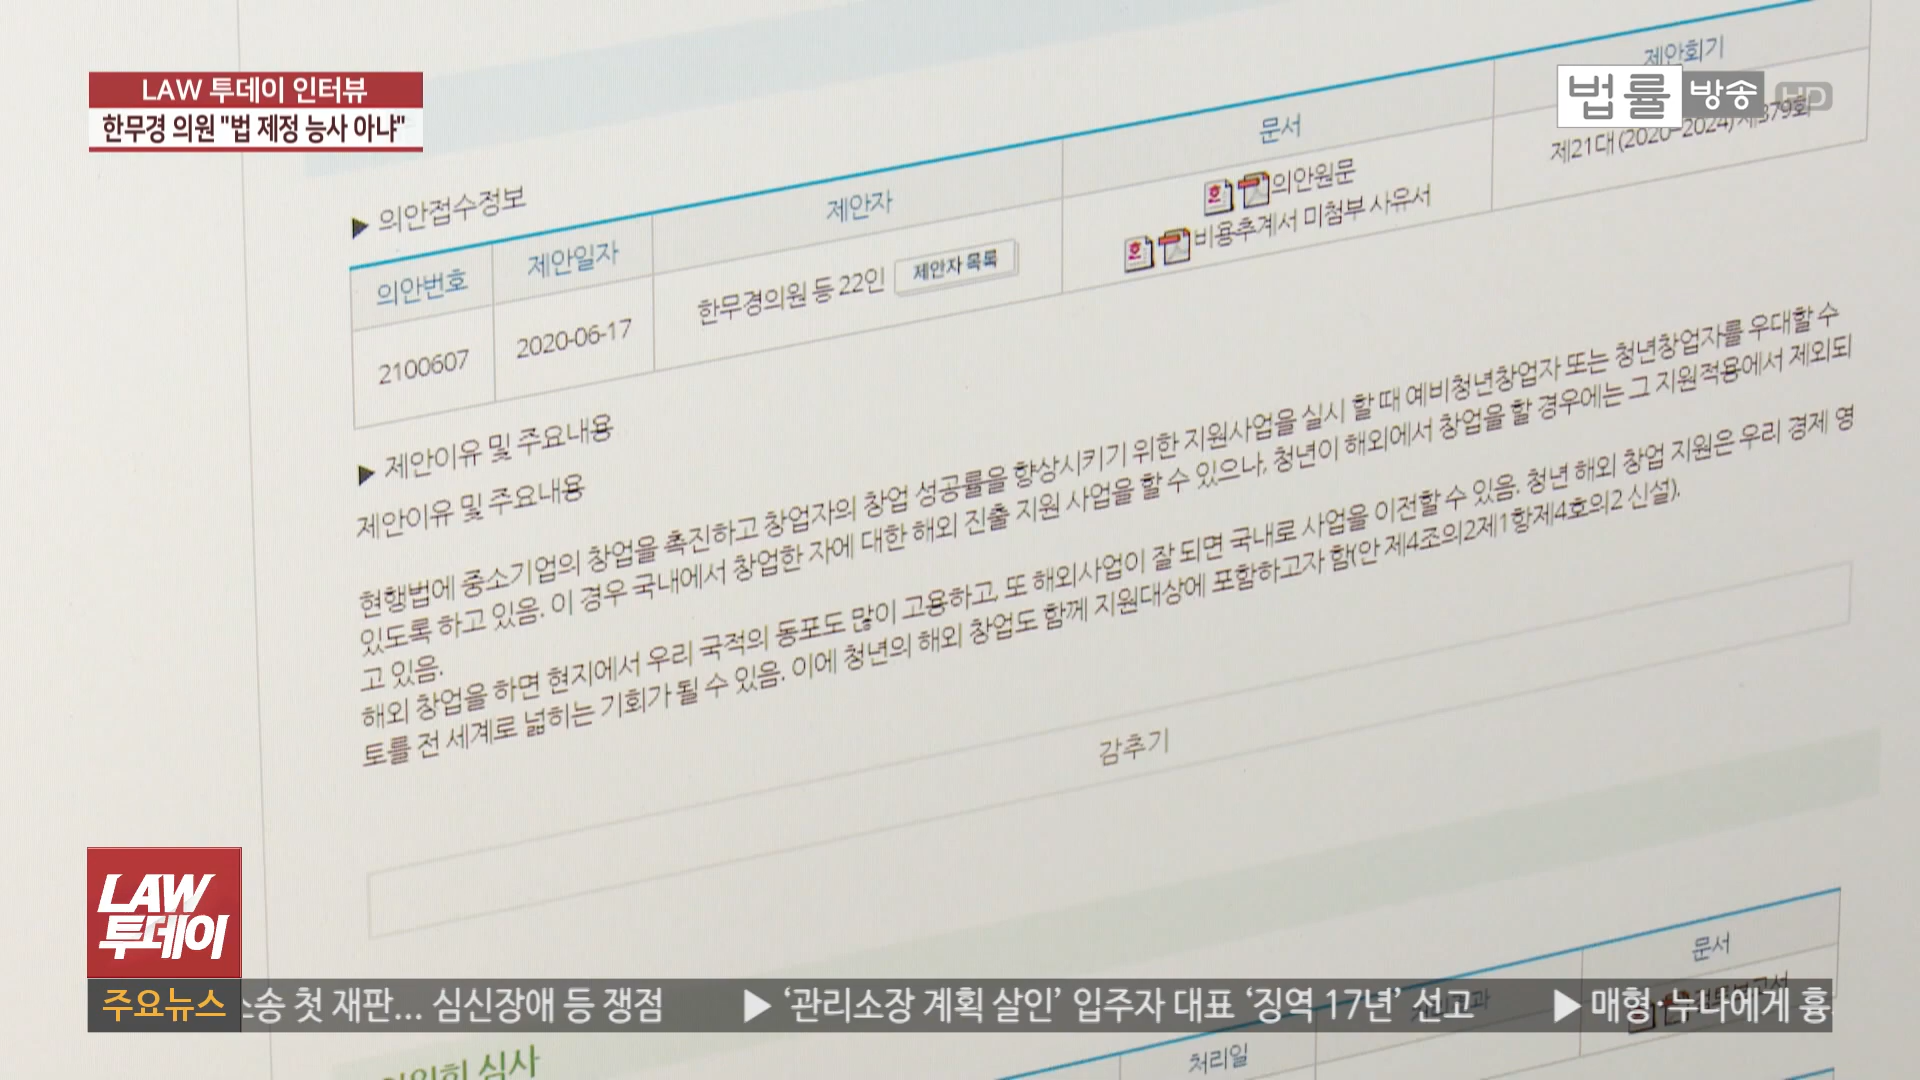 LAW 투데이 인터뷰
한무경 의원 "법 제정 능사 아냐"
법률방송 HD
▶ 의안접수정보
의안번호 제안일자 제안자 문서 제안회기
2100607 2020-06-17 한무경의원 등 22인 제안자 목록 의안원문 제21대 (2020-2024) 제379회
비용추계서 미첨부 사유서
▶ 제안이유 및 주요내용
제안이유 및 주요내용
현행법에 중소기업의 창업을 촉진하고 창업자의 창업 성공률을 향상시키기 위한 지원사업을 실시 할 때 예비청년창업자 또는 청년창업자를 우대할 수
있도록 하고 있음. 이 경우 국내에서 창업한 자에 대한 해외 진출 지원 사업을 할 수 있으나, 청년이 해외에서 창업을 할 경우에는 그 지원적용에서 제외되
고 있음.
해외 창업을 하면 현지에서 우리 국적의 동포도 많이 고용하고, 또 해외사업이 잘 되면 국내로 사업을 이전할 수 있음. 청년 해외 창업 지원은 우리 경제 영
토를 전 세계로 넓히는 기회가 될 수 있음. 이에 청년의 해외 창업도 함께 지원대상에 포함하고자 함(안 제4조의2제1항제4호의2 신설).
감추기
문서
LAW
투데이
주요뉴스 소송 첫 재판... 심신장애 등 쟁점 ▶ '관리소장 계획 살인' 입주자 대표 '징역 17년' 선고 ▶ 매형·누나에게 흉
심사
처리일